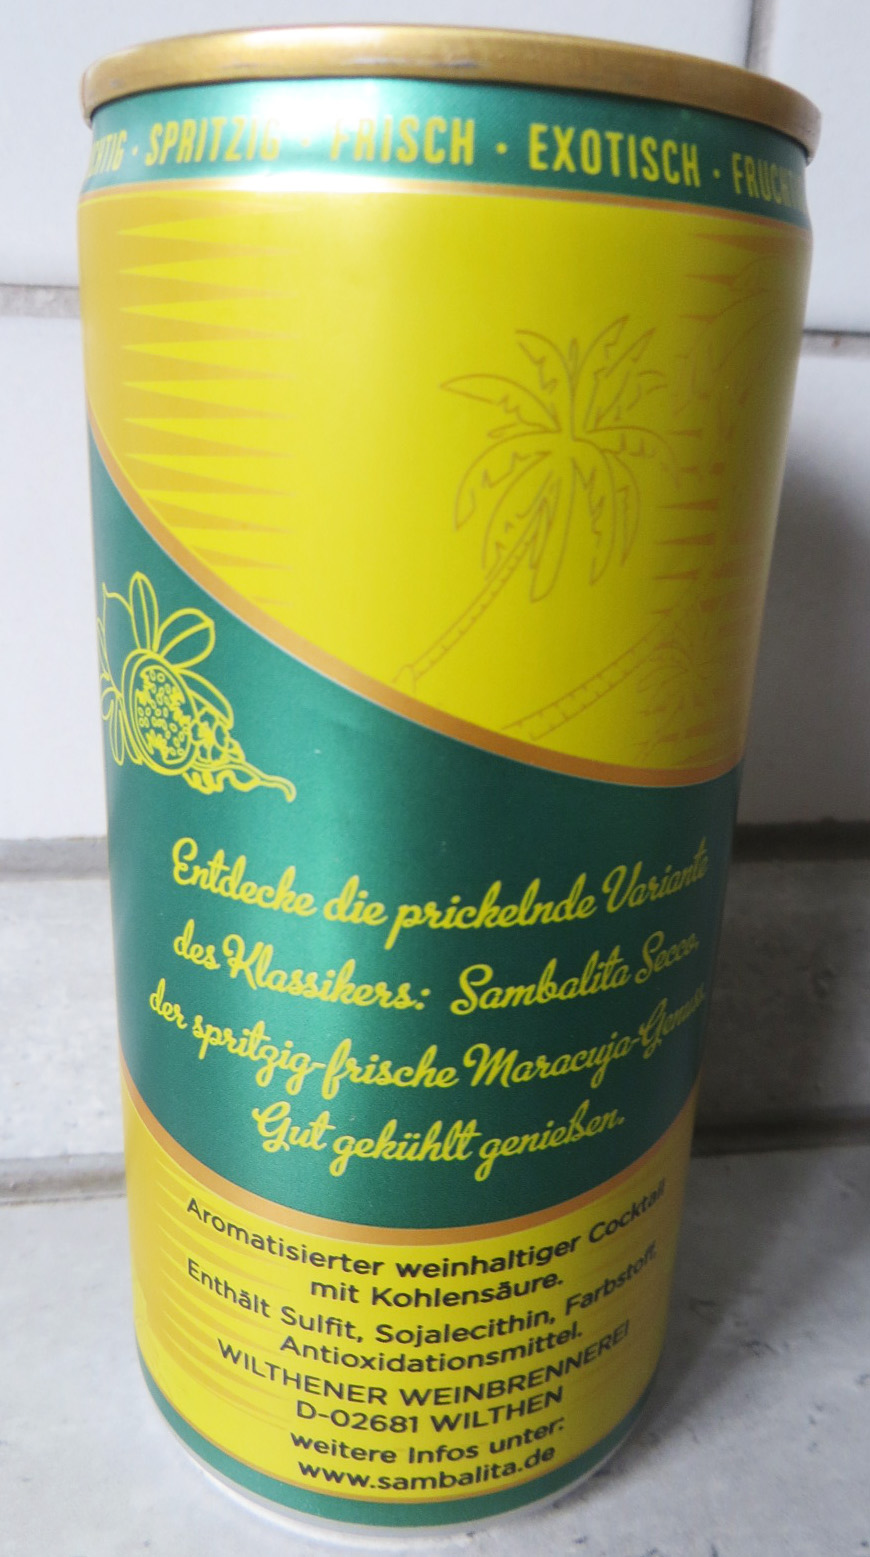 SPRITZIG · FRISCH · EXOTISCH ·
Entdecke die prickelnde Variante
des Klassikers: Sambalita Secco,
der spritzig-frische Maracuja-Genuss.
Gut gekühlt genießen.
Aromatisierter weinhaltiger Cocktail
mit Kohlensäure.
Enthält Sulfit, Sojalecithin, Farbstoff,
Antioxidationsmittel.
WILTHENER WEINBRENNEREI
D-02681 WILTHEN
weitere Infos unter:
www.sambalita.de